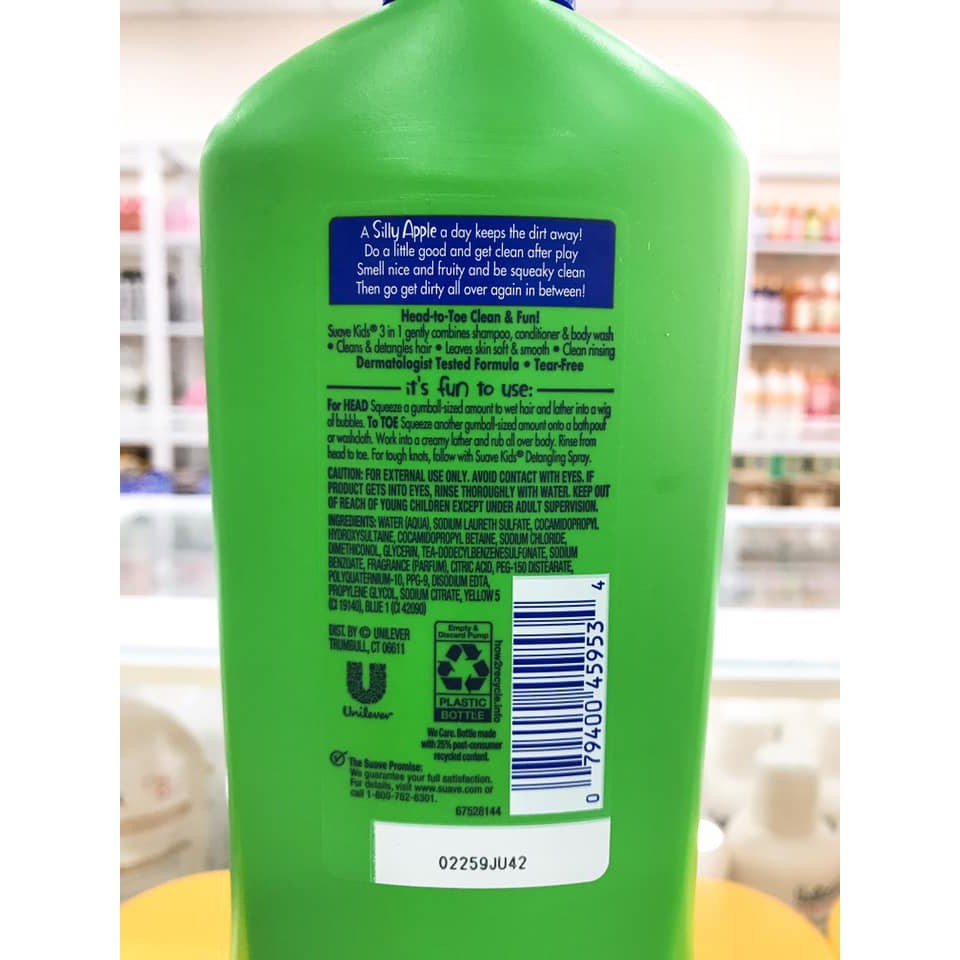 A Silly Apple a day keeps the dirt away!
Do a little good and get clean after play
Smell nice and fruity and be squeaky clean
Then go get dirty all over again in between!
Head-to-Toe Clean & Fun!
Suave Kids® 3 in 1 gently combines shampoo, conditioner & body wash
• Cleans & detangles hair • Leaves skin soft & smooth • Clean rinsing
Dermatologist Tested Formula • Tear-Free
it's fun to use:
For HEAD Squeeze a gumball-sized amount to wet hair and lather into a wig
of bubbles. To TOE Squeeze another gumball-sized amount onto a bath pouf
or washcloth. Work into a creamy lather and rub all over body. Rinse from
head to toe. For tough knots, follow with Suave Kids® Detangling Spray.
CAUTION: FOR EXTERNAL USE ONLY. AVOID CONTACT WITH EYES. IF
PRODUCT GETS INTO EYES, RINSE THOROUGHLY WITH WATER. KEEP OUT
OF REACH OF YOUNG CHILDREN EXCEPT UNDER ADULT SUPERVISION.
INGREDIENTS: WATER (AQUA), SODIUM LAURETH SULFATE, COCAMIDOPROPYL
HYDROXYSULTAINE, COCAMIDOPROPYL BETAINE, SODIUM CHLORIDE,
DIMETHICONOL, GLYCERIN, TEA-DODECYLBENZENESULFONATE, SODIUM
BENZOATE, FRAGRANCE (PARFUM), CITRIC ACID, PEG-150 DISTEARATE,
POLYQUATERNIUM-10, PPG-9, DISODIUM EDTA,
PROPYLENE GLYCOL, SODIUM CITRATE, YELLOW 5
(CI 19140), BLUE 1 (CI 42090)
DIST. BY © UNILEVER
TRUMBULL, CT 06611
Unilever
Empty &
Discard Pump
PLASTIC
BOTTLE
how2recycle.info
We Care. Bottle made
with 25% post-consumer
recycled content.
The Suave Promise:
We guarantee your full satisfaction.
For details, visit www.suave.com or
call 1-800-782-8301.
67528144
0 79400 45953 4
02259JU42